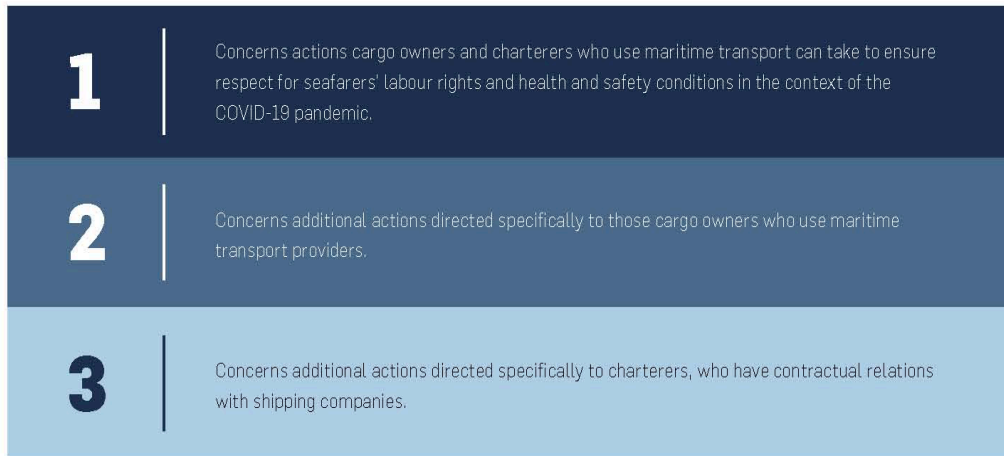 1
Concerns actions cargo owners and charterers who use maritime transport can take to ensure
respect for seafarers' labour rights and health and safety conditions in the context of the
COVID-19 pandemic.
2
Concerns additional actions directed specifically to those cargo owners who use maritime
transport providers.
3
Concerns additional actions directed specifically to charterers, who have contractual relations
with shipping companies.